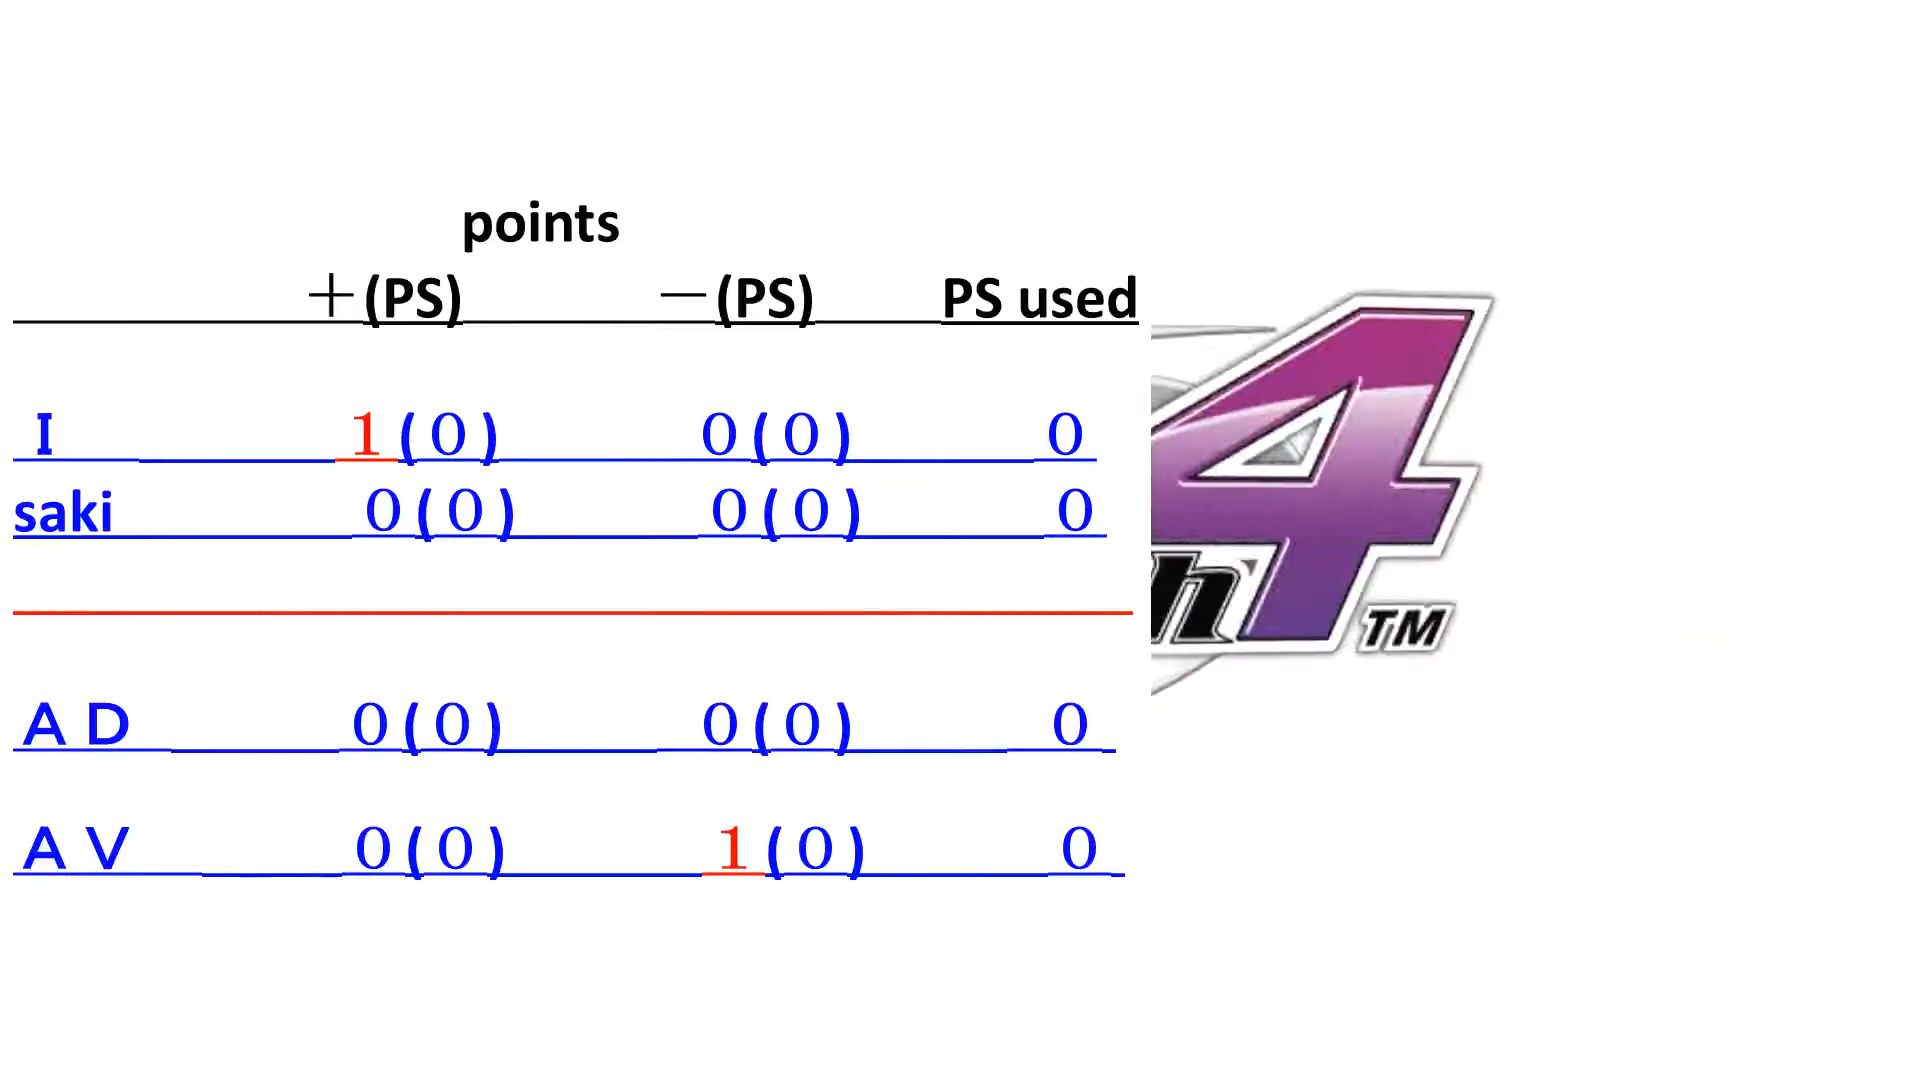 points
＋(PS) －(PS) PS used
I 1(0) 0(0) 0
saki 0(0) 0(0) 0
A D 0(0) 0(0) 0
A V 0(0) 1(0) 0
4
h
TM